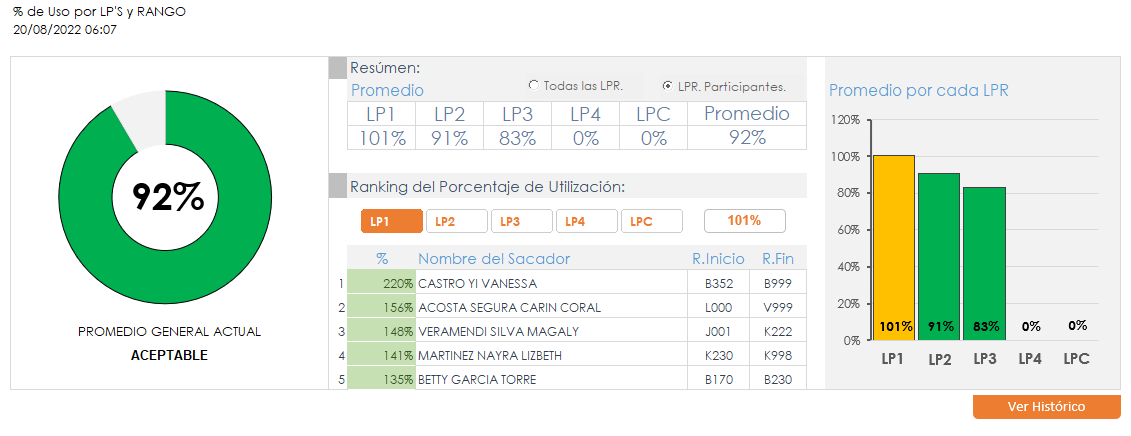 % de Uso por LP'S y RANGO
20/08/2022 06:07
92%
PROMEDIO GENERAL ACTUAL
ACEPTABLE
Resúmen:
Promedio
Todas las LPR.
LPR. Participantes.
LP1 LP2 LP3 LP4 LPC Promedio
101% 91% 83% 0% 0% 92%
Ranking del Porcentaje de Utilización:
LP1 LP2 LP3 LP4 LPC 101%
% Nombre del Sacador R.Inicio R.Fin
1 220% CASTRO YI VANESSA B352 B999
2 156% ACOSTA SEGURA CARIN CORAL L000 V999
3 148% VERAMENDI SILVA MAGALY J001 K222
4 141% MARTINEZ NAYRA LIZBETH K230 K998
5 135% BETTY GARCIA TORRE B170 B230
Promedio por cada LPR
120%
100%
80%
60%
40%
20%
0%
101% 91% 83% 0% 0%
LP1 LP2 LP3 LP4 LPC
Ver Histórico